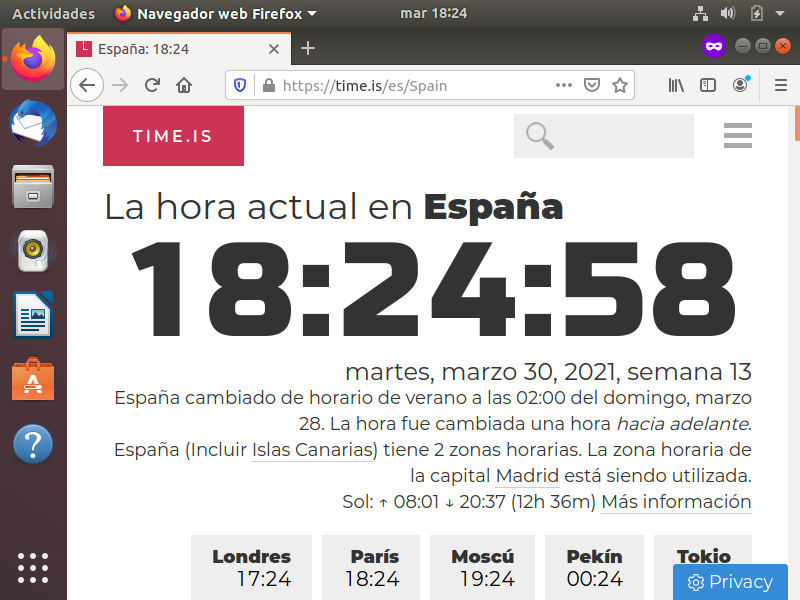 Actividades Navegador web Firefox mar 18:24
España: 18:24
https://time.is/es/Spain
TIME.IS
La hora actual en España
18:24:58
martes, marzo 30, 2021, semana 13
España cambiado de horario de verano a las 02:00 del domingo, marzo
28. La hora fue cambiada una hora hacia adelante.
España (Incluir Islas Canarias) tiene 2 zonas horarias. La zona horaria de
la capital Madrid está siendo utilizada.
Sol: ↑ 08:01 ↓ 20:37 (12h 36m) Más información
Londres París Moscú Pekín Tokio
17:24 18:24 19:24 00:24
Privacy